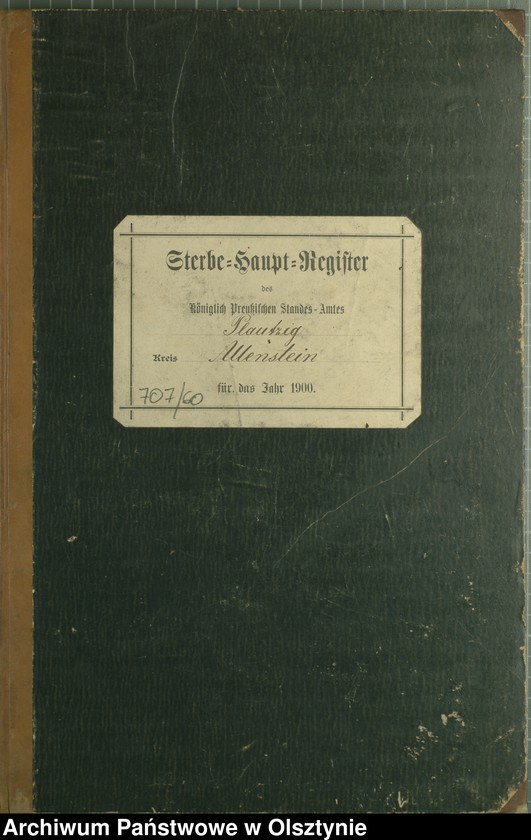 Sterbe-Haupt-Register
des
Königlich Preußischen Standes-Amtes
Plautzig
Kreis Allenstein
für das Jahr 1900.
707/60
Archiwum Państwowe w Olsztynie